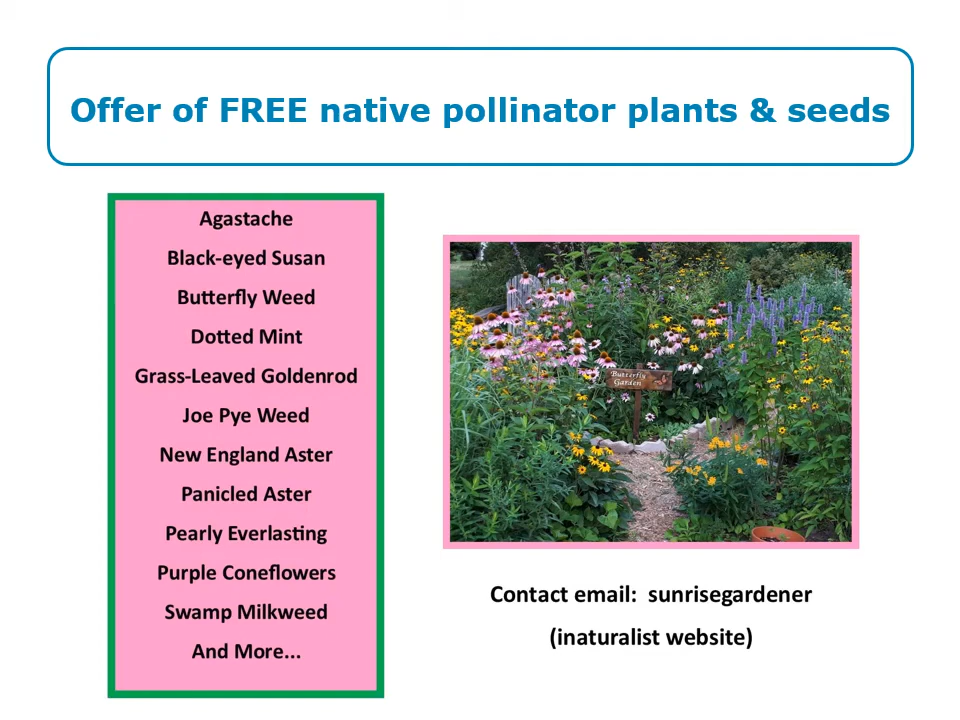 Offer of FREE native pollinator plants & seeds
Agastache
Black-eyed Susan
Butterfly Weed
Dotted Mint
Grass-Leaved Goldenrod
Joe Pye Weed
New England Aster
Panicled Aster
Pearly Everlasting
Purple Coneflowers
Swamp Milkweed
And More...
Butterfly
Garden
Contact email:  sunrisegardener
(inaturalist website)